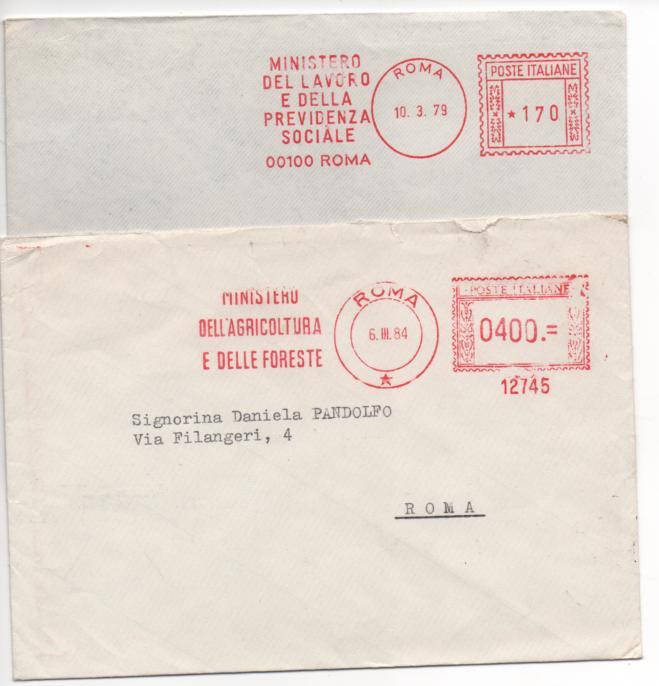 MINISTERO
DEL LAVORO
E DELLA
PREVIDENZA
SOCIALE
00100 ROMA
ROMA
10. 3. 79
POSTE ITALIANE
★ 170
MINISTERO
DELL'AGRICOLTURA
E DELLE FORESTE
ROMA
6. III. 84
POSTE ITALIANE
0400.=
12745
Signorina Daniela PANDOLFO
Via Filangeri, 4
ROMA